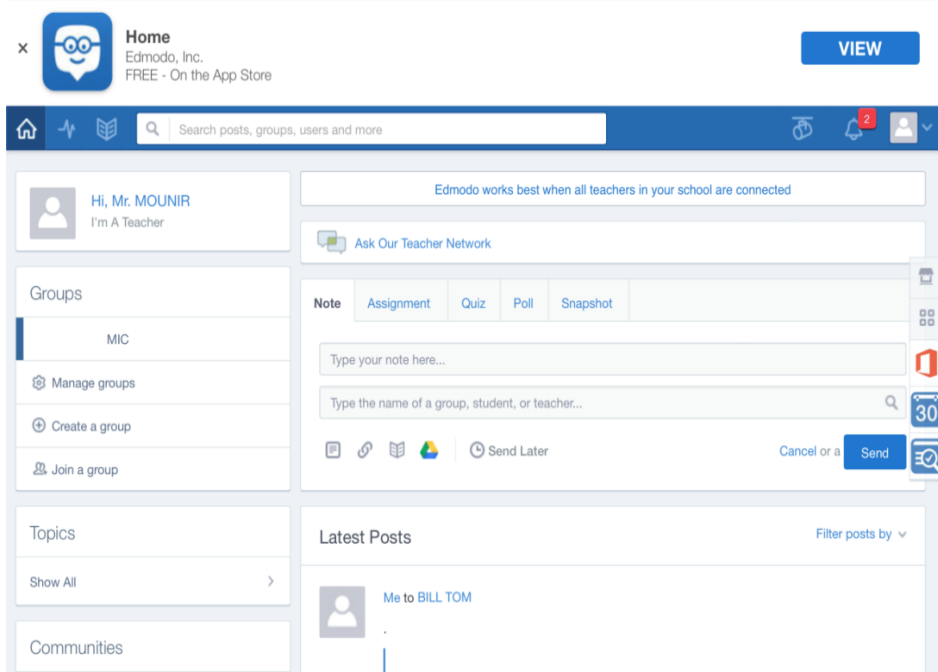 Home
Edmodo, Inc.
FREE - On the App Store
VIEW
Search posts, groups, users and more
2
Hi, Mr. MOUNIR
I'm A Teacher
Groups
MIC
Manage groups
Create a group
Join a group
Topics
Show All
Communities
Edmodo works best when all teachers in your school are connected
Ask Our Teacher Network
Note Assignment Quiz Poll Snapshot
Type your note here...
Type the name of a group, student, or teacher...
Send Later Cancel or a Send
30
Latest Posts Filter posts by
Me to BILL TOM
.